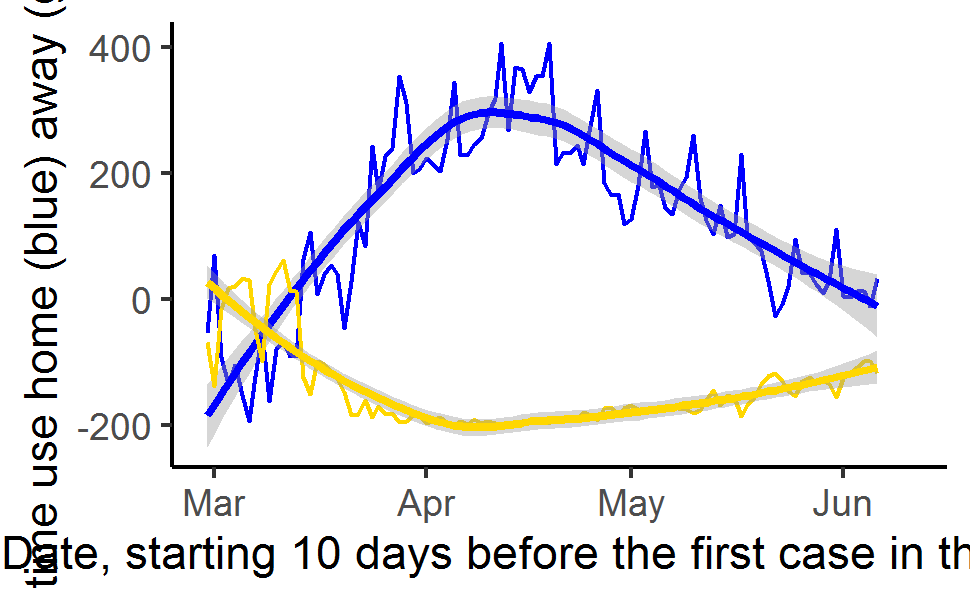 time use home (blue) away (
400
200
0
-200
Mar Apr May Jun
Date, starting 10 days before the first case in th